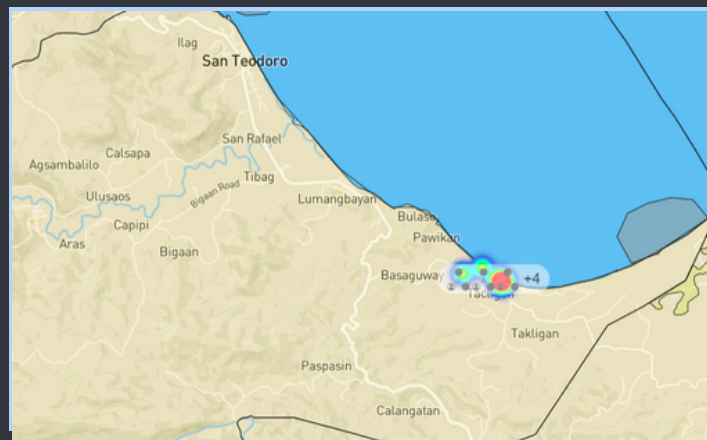 Ilag
San Teodoro
San Rafael
Calsapa
Agsambalilo
Tibag
Bigaan Road
Ulusaos
Lumangbayan
Capipi
Bulaso
Aras
Pawikan
Bigaan
Basaguway
+4
Tacligan
Takligan
Paspasin
Calangatan